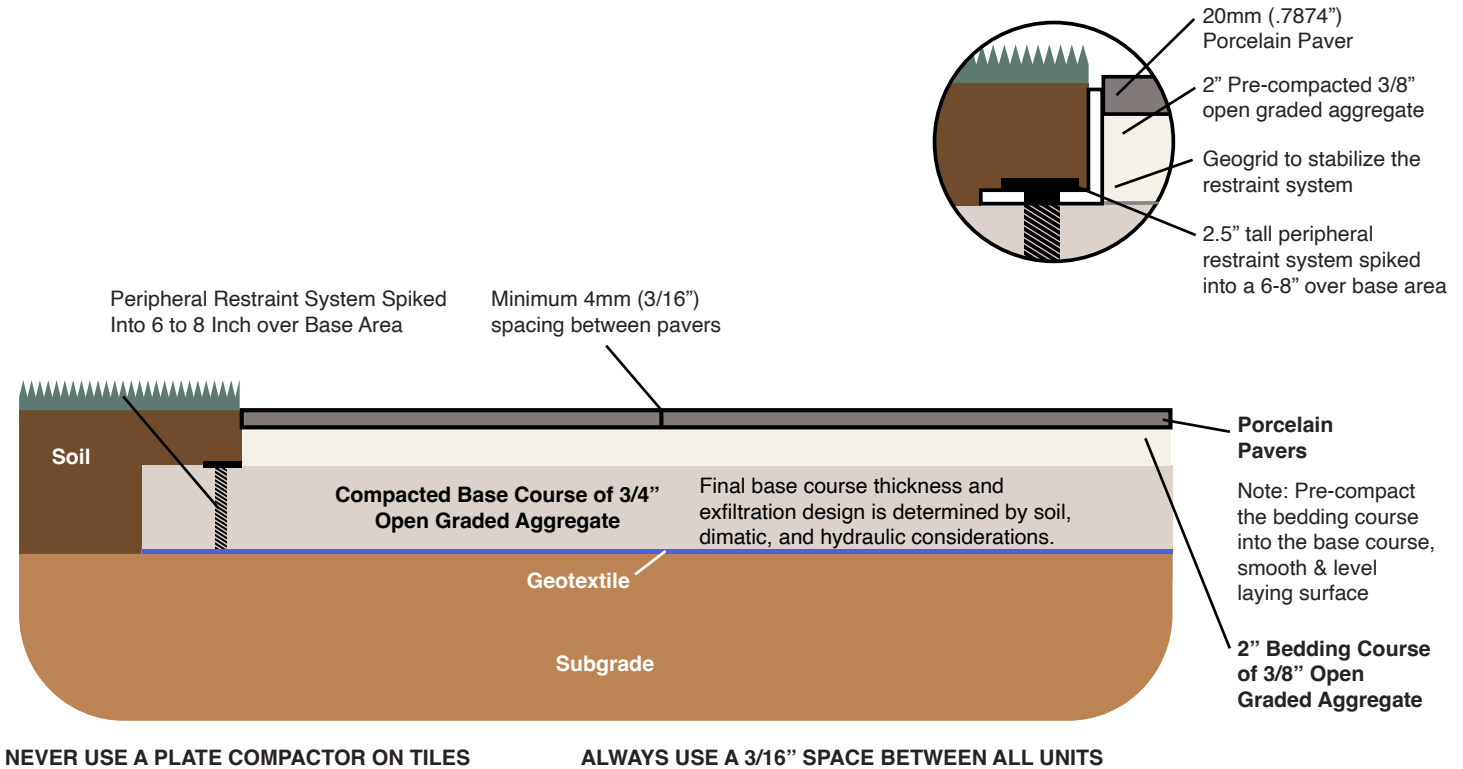 20mm (.7874”)
Porcelain Paver
2” Pre-compacted 3/8”
open graded aggregate
Geogrid to stabilize the
restraint system
2.5” tall peripheral
restraint system spiked
into a 6-8” over base area
Peripheral Restraint System Spiked
Into 6 to 8 Inch over Base Area
Minimum 4mm (3/16”)
spacing between pavers
Soil
Compacted Base Course of 3/4”
Open Graded Aggregate
Final base course thickness and
exfiltration design is determined by soil,
dimatic, and hydraulic considerations.
Geotextile
Subgrade
Porcelain
Pavers
Note: Pre-compact
the bedding course
into the base course,
smooth & level
laying surface
2” Bedding Course
of 3/8” Open
Graded Aggregate
NEVER USE A PLATE COMPACTOR ON TILES
ALWAYS USE A 3/16” SPACE BETWEEN ALL UNITS